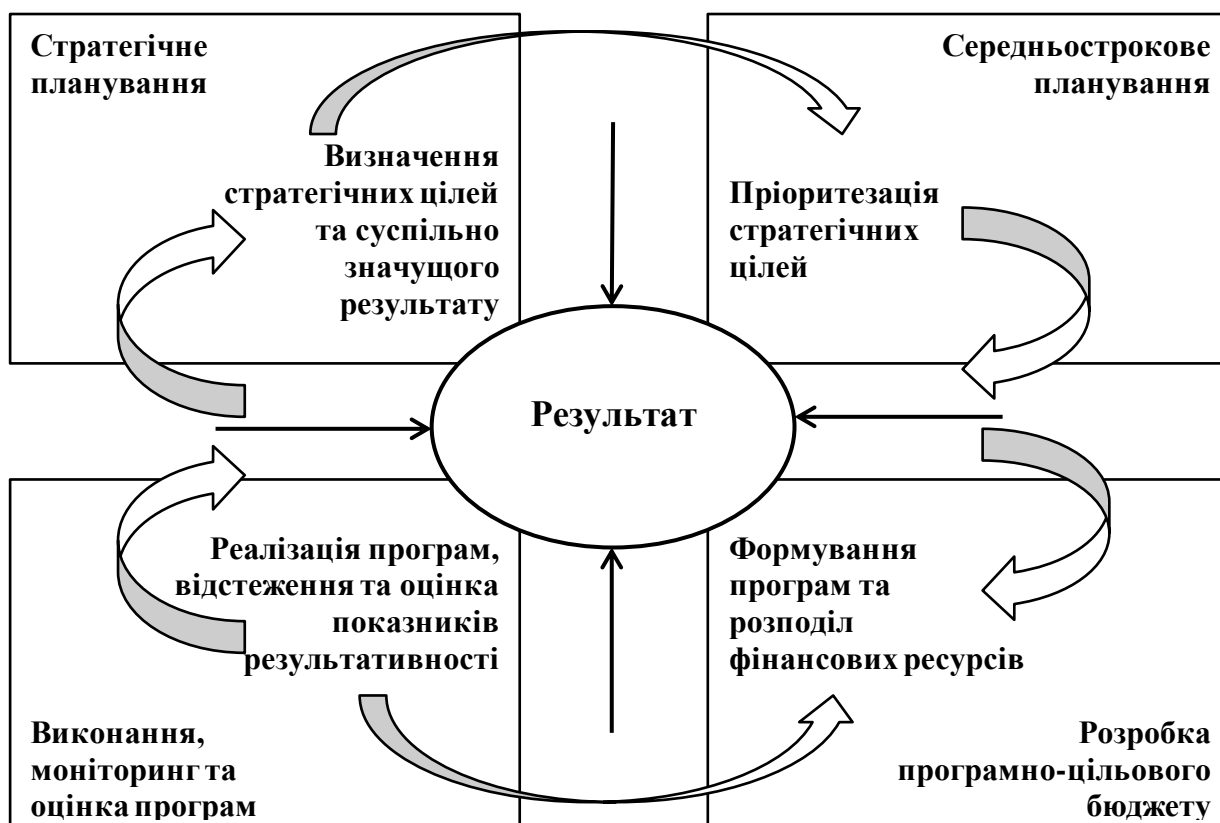 Стратегічне
планування
Середньострокове
планування
Визначення
стратегічних цілей
та суспільно
значущого
результату
Пріоритезація
стратегічних
цілей
Результат
Реалізація програм,
відстеження та оцінка
показників
результативності
Формування
програм та
розподіл
фінансових ресурсів
Виконання,
моніторинг та
оцінка програм
Розробка
програмно-цільового
бюджету